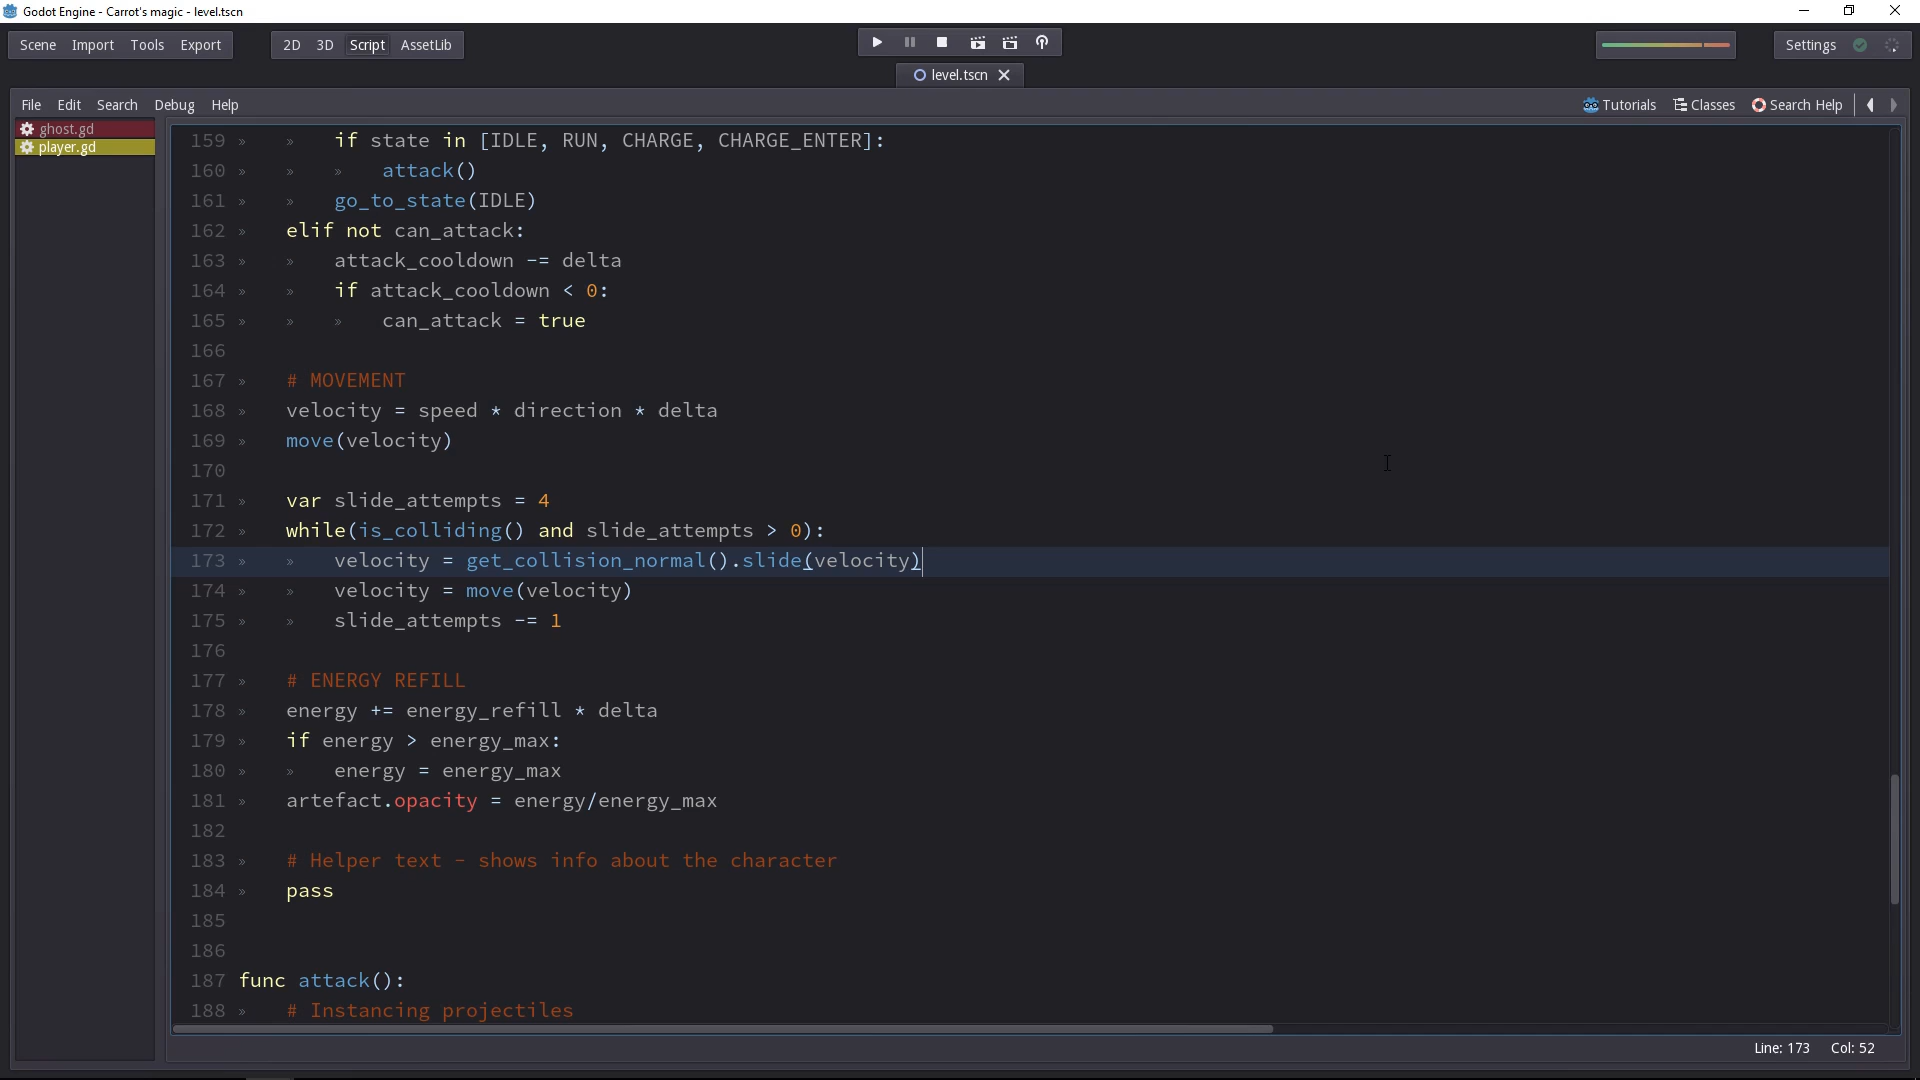 Godot Engine - Carrot's magic - level.tscn
Scene Import Tools Export 2D 3D Script AssetLib Settings
level.tscn
File Edit Search Debug Help Tutorials Classes Search Help
ghost.gd
player.gd
159 » » if state in [IDLE, RUN, CHARGE, CHARGE_ENTER]:
160 » » » attack()
161 » » go_to_state(IDLE)
162 » elif not can_attack:
163 » » attack_cooldown -= delta
164 » » if attack_cooldown < 0:
165 » » » can_attack = true
166
167 » # MOVEMENT
168 » velocity = speed * direction * delta
169 » move(velocity)
170
171 » var slide_attempts = 4
172 » while(is_colliding() and slide_attempts > 0):
173 » » velocity = get_collision_normal().slide(velocity)
174 » » velocity = move(velocity)
175 » » slide_attempts -= 1
176
177 » # ENERGY REFILL
178 » energy += energy_refill * delta
179 » if energy > energy_max:
180 » » energy = energy_max
181 » artefact.opacity = energy/energy_max
182
183 » # Helper text - shows info about the character
184 » pass
185
186
187 func attack():
188 » # Instancing projectiles
Line: 173 Col: 52